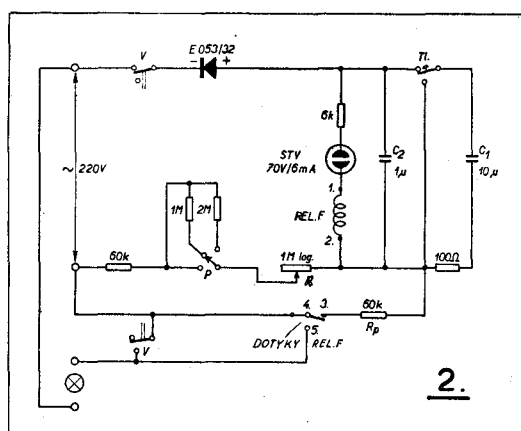 V
E 053/32
- +
Tl.
6k
STV
70V/6mA
C2
1µ
C1
10µ
~ 220V
1M
2M
1.
REL.F
2.
60k
P
1M log.
100Ω
4.
3.
60k
Rp
5.
V
DOTYKY REL.F
2.